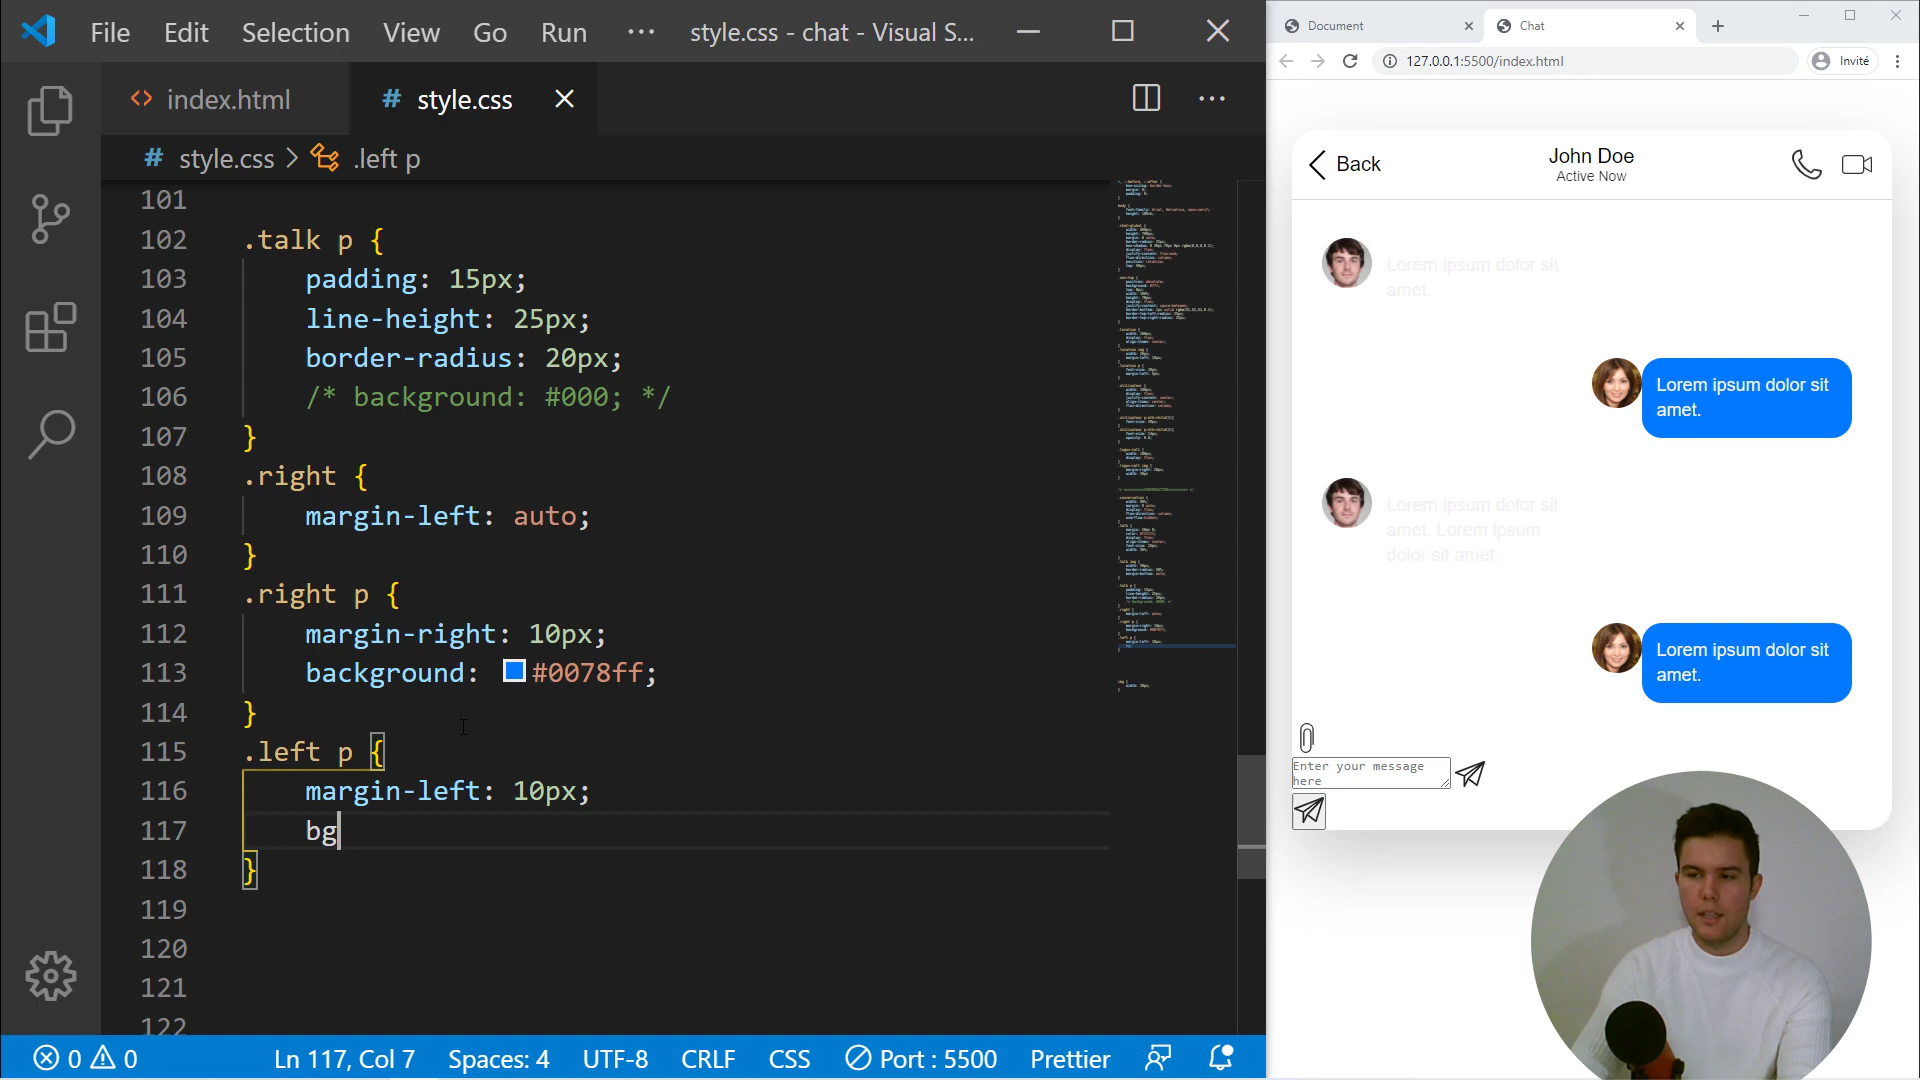 File Edit Selection View Go Run ··· style.css - chat - Visual S...
index.html
style.css
style.css > .left p
101
102 .talk p {
103 padding: 15px;
104 line-height: 25px;
105 border-radius: 20px;
106 /* background: #000; */
107 }
108 .right {
109 margin-left: auto;
110 }
111 .right p {
112 margin-right: 10px;
113 background: #0078ff;
114 }
115 .left p {
116 margin-left: 10px;
117 bg
118 }
119
120
121
122
0 0 Ln 117, Col 7 Spaces: 4 UTF-8 CRLF CSS Port : 5500 Prettier
Document
Chat
127.0.0.1:5500/index.html
Invité
Back
John Doe
Active Now
Lorem ipsum dolor sit
amet.
Lorem ipsum dolor sit
amet.
Lorem ipsum dolor sit
amet. Lorem ipsum
dolor sit amet.
Lorem ipsum dolor sit
amet.
Enter your message
here